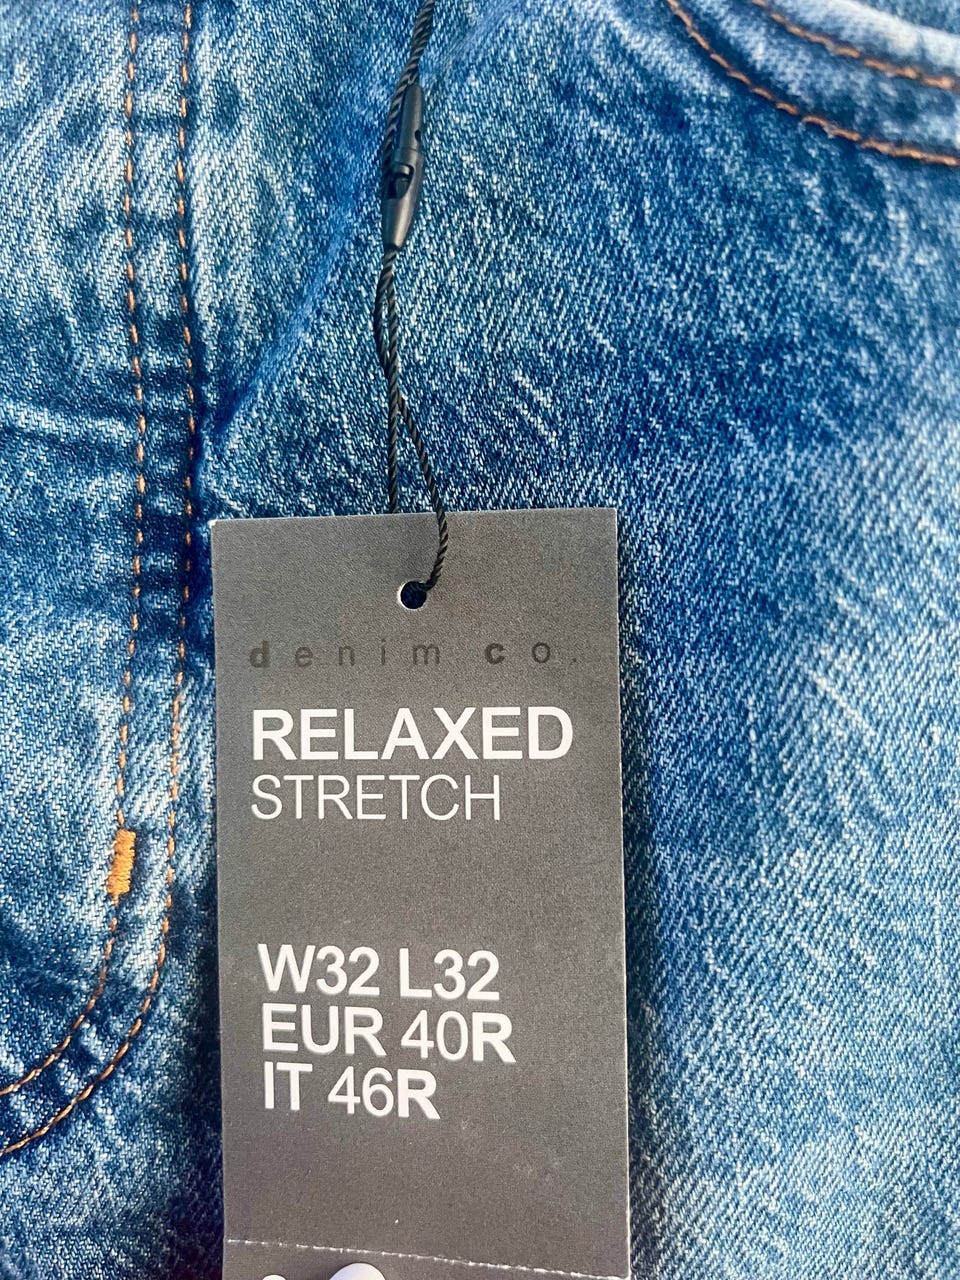 denim co.
RELAXED
STRETCH
W32 L32
EUR 40R
IT 46R